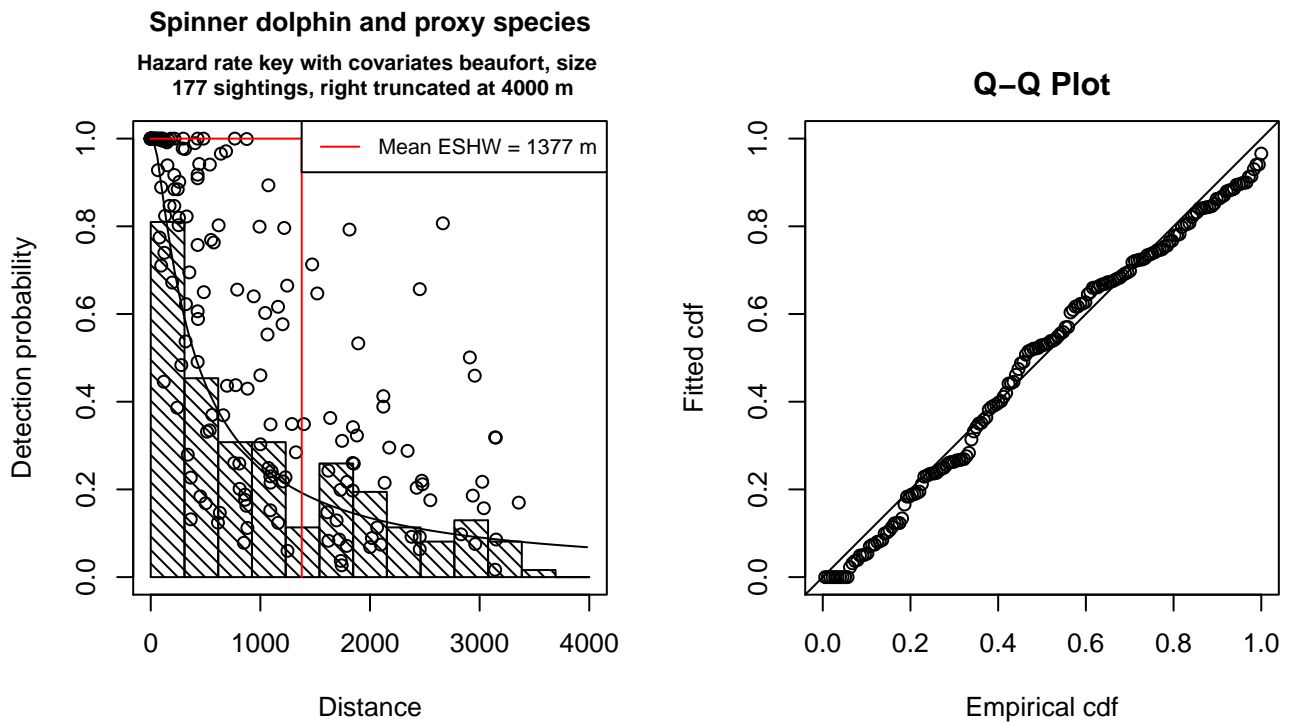 Spinner dolphin and proxy species
Hazard rate key with covariates beaufort, size
177 sightings, right truncated at 4000 m
Mean ESHW = 1377 m
Detection probability
0.0
0.2
0.4
0.6
0.8
1.0
0
1000
2000
3000
4000
Distance
Q−Q Plot
Fitted cdf
0.0
0.2
0.4
0.6
0.8
1.0
0.0
0.2
0.4
0.6
0.8
1.0
Empirical cdf